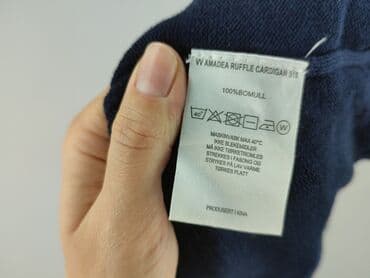 VV AMADEA RUFFLE CARDIGAN 318
100%BOMULL
W
MASKINVASK MAX 40°C
IKKE BLEKEMIDLER
MÅ IKKE TØRKETROMLES
STREKKES I FASONG OG
STRYKES PÅ LAV VARME
TØRKES FLATT
PRODUSERT I KINA